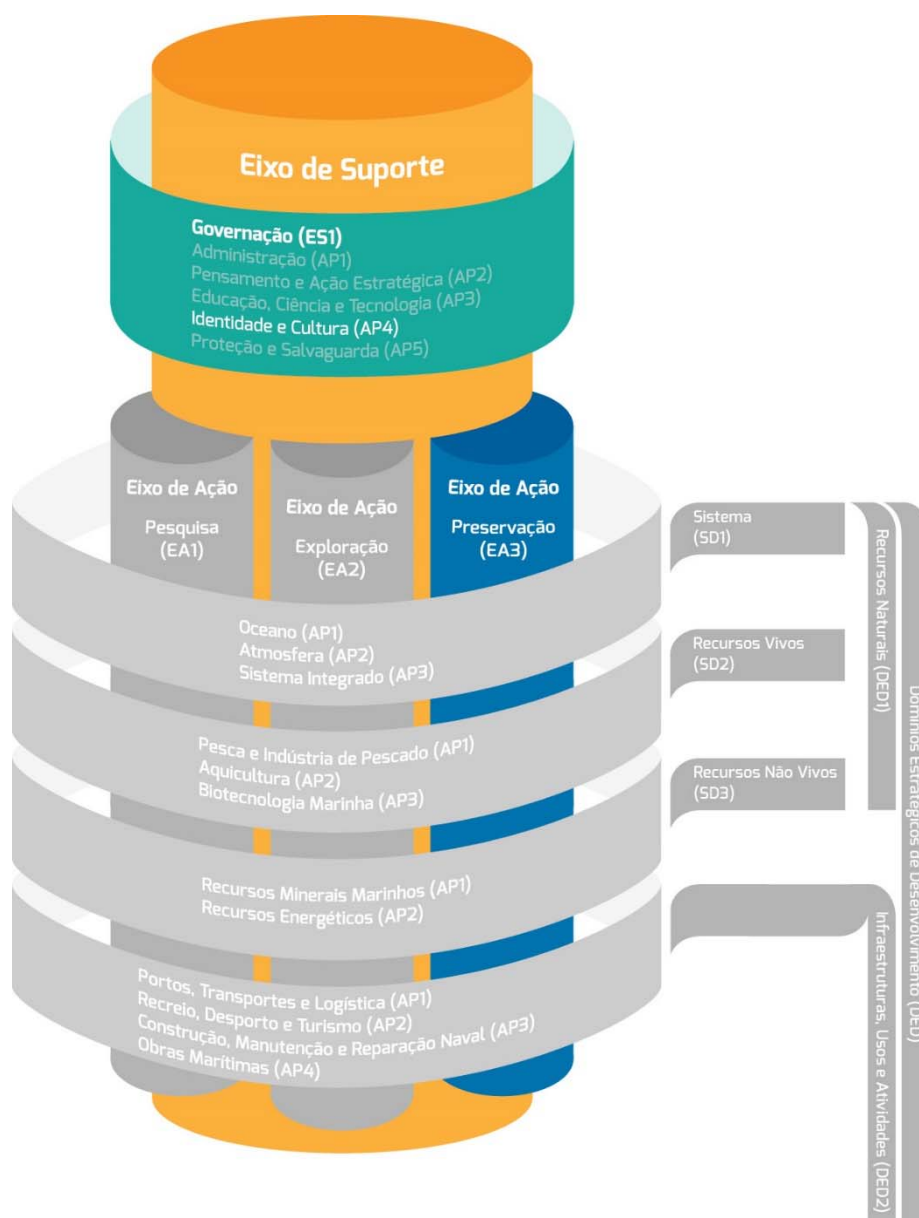 Eixo de Suporte
Governação (ES1)
Administração (AP1)
Pensamento e Ação Estratégica (AP2)
Educação, Ciência e Tecnologia (AP3)
Identidade e Cultura (AP4)
Proteção e Salvaguarda (AP5)
Eixo de Ação
Pesquisa
(EA1)
Eixo de Ação
Exploração
(EA2)
Eixo de Ação
Preservação
(EA3)
Oceano (AP1)
Atmosfera (AP2)
Sistema Integrado (AP3)
Sistema
(SD1)
Pesca e Indústria de Pescado (AP1)
Aquicultura (AP2)
Biotecnologia Marinha (AP3)
Recursos Vivos
(SD2)
Recursos Minerais Marinhos (AP1)
Recursos Energéticos (AP2)
Recursos Não Vivos
(SD3)
Portos, Transportes e Logística (AP1)
Recreio, Desporto e Turismo (AP2)
Construção, Manutenção e Reparação Naval (AP3)
Obras Marítimas (AP4)
Recursos Naturais (DED1)
Infraestruturas, Usos e Atividades (DED2)
Domínios Estratégicos de Desenvolvimento (DED)